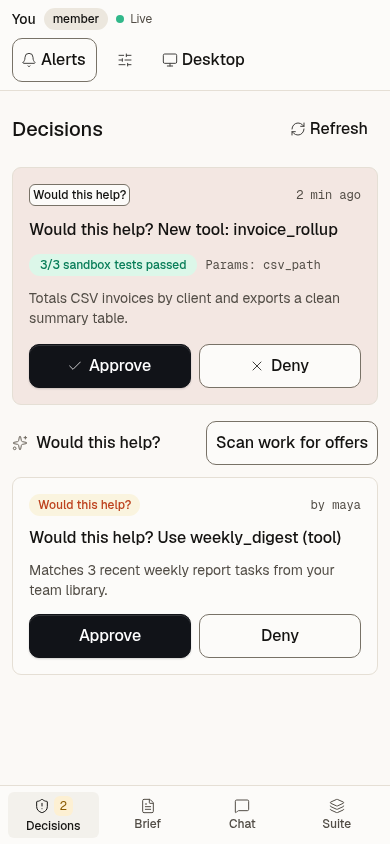 You member Live
Alerts Desktop
Decisions Refresh
Would this help? 2 min ago
Would this help? New tool: invoice_rollup
3/3 sandbox tests passed Params: csv_path
Totals CSV invoices by client and exports a clean
summary table.
Approve Deny
Would this help? Scan work for offers
Would this help? by maya
Would this help? Use weekly_digest (tool)
Matches 3 recent weekly report tasks from your
team library.
Approve Deny
2
Decisions Brief Chat Suite